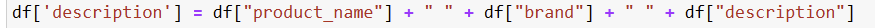 df['description'] = df["product_name"] + " " + df["brand"] + " " + df["description"]